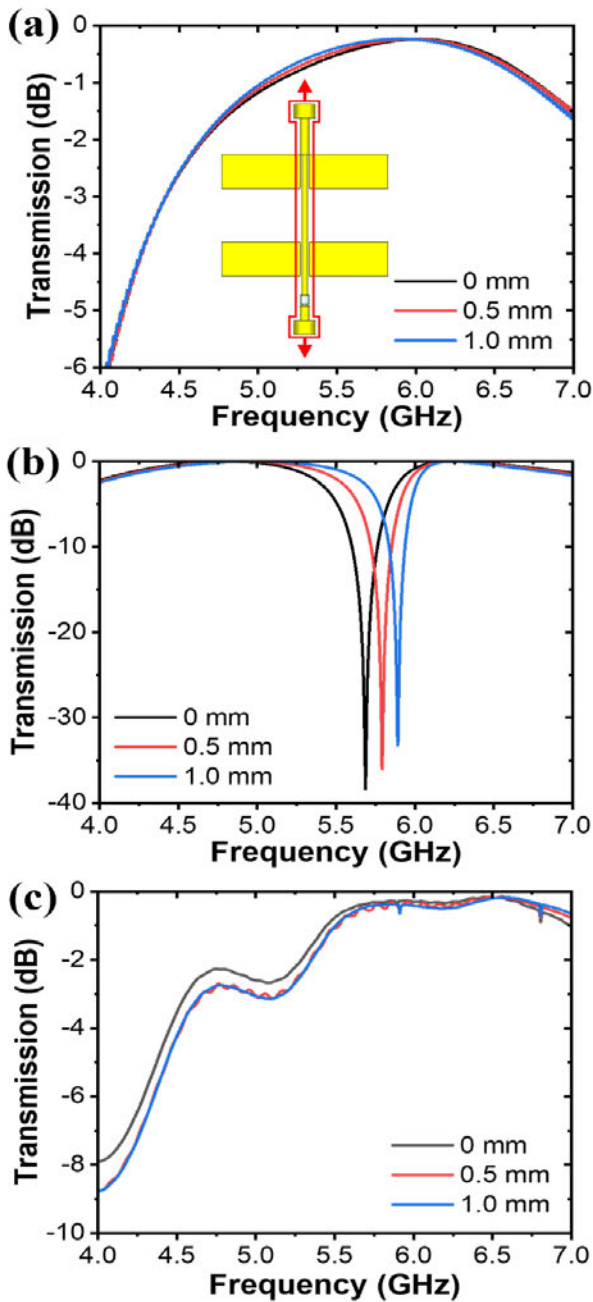 (a)
Transmission (dB)
0
-1
-2
-3
-4
-5
-6
0 mm
0.5 mm
1.0 mm
4.0 4.5 5.0 5.5 6.0 6.5 7.0
Frequency (GHz)
(b)
Transmission (dB)
0
-10
-20
-30
-40
0 mm
0.5 mm
1.0 mm
4.0 4.5 5.0 5.5 6.0 6.5 7.0
Frequency (GHz)
(c)
Transmission (dB)
0
-2
-4
-6
-8
-10
0 mm
0.5 mm
1.0 mm
4.0 4.5 5.0 5.5 6.0 6.5 7.0
Frequency (GHz)